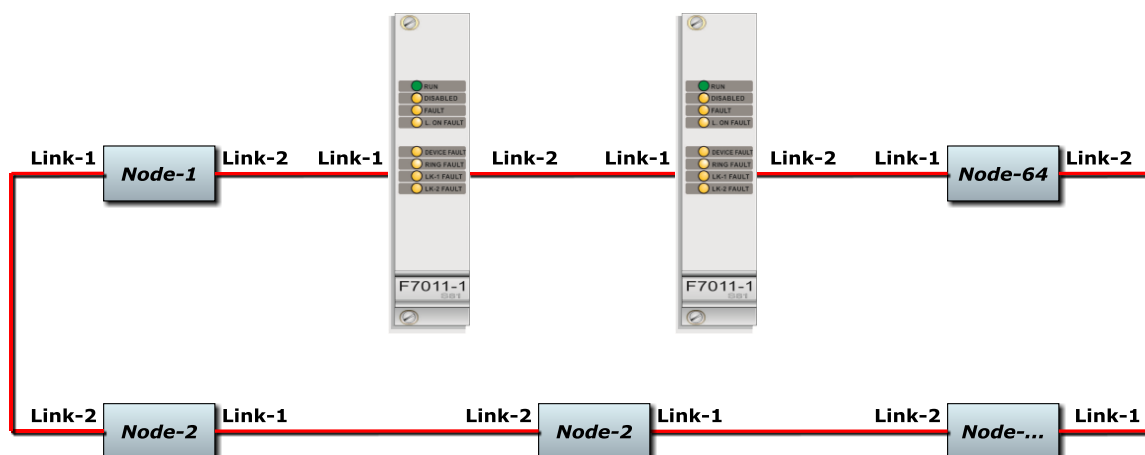 RUN
DISABLED
FAULT
L. ON FAULT
DEVICE FAULT
RING FAULT
LK-1 FAULT
LK-2 FAULT
F7011-1
RUN
DISABLED
FAULT
L. ON FAULT
DEVICE FAULT
RING FAULT
LK-1 FAULT
LK-2 FAULT
F7011-1
Link-1 Node-1 Link-2 Link-1 Link-2 Link-1 Link-2 Link-1 Node-64 Link-2
Link-2 Node-2 Link-1 Link-2 Node-2 Link-1 Link-2 Node-... Link-1